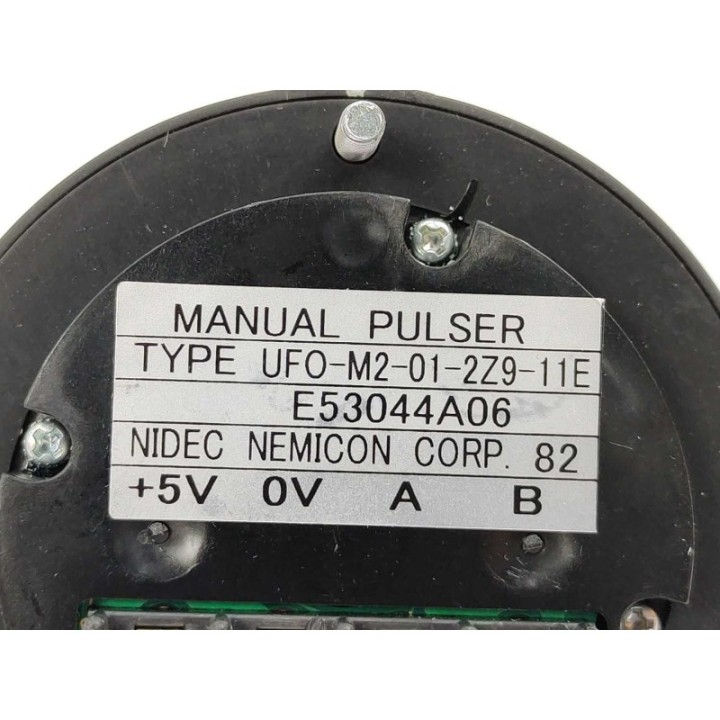 MANUAL PULSER
TYPE UFO-M2-01-2Z9-11E
E53044A06
NIDEC NEMICON CORP. 82
+5V 0V A B